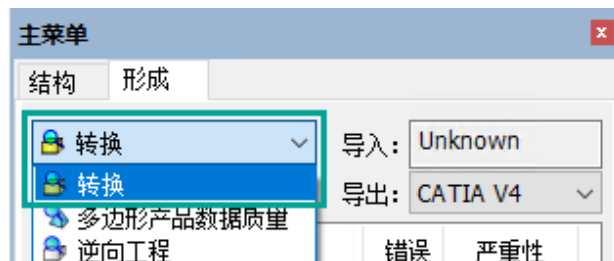 主菜单
结构 形成
转换 导入: Unknown
转换 导出: CATIA V4
多边形产品数据质量
逆向工程 错误 严重性